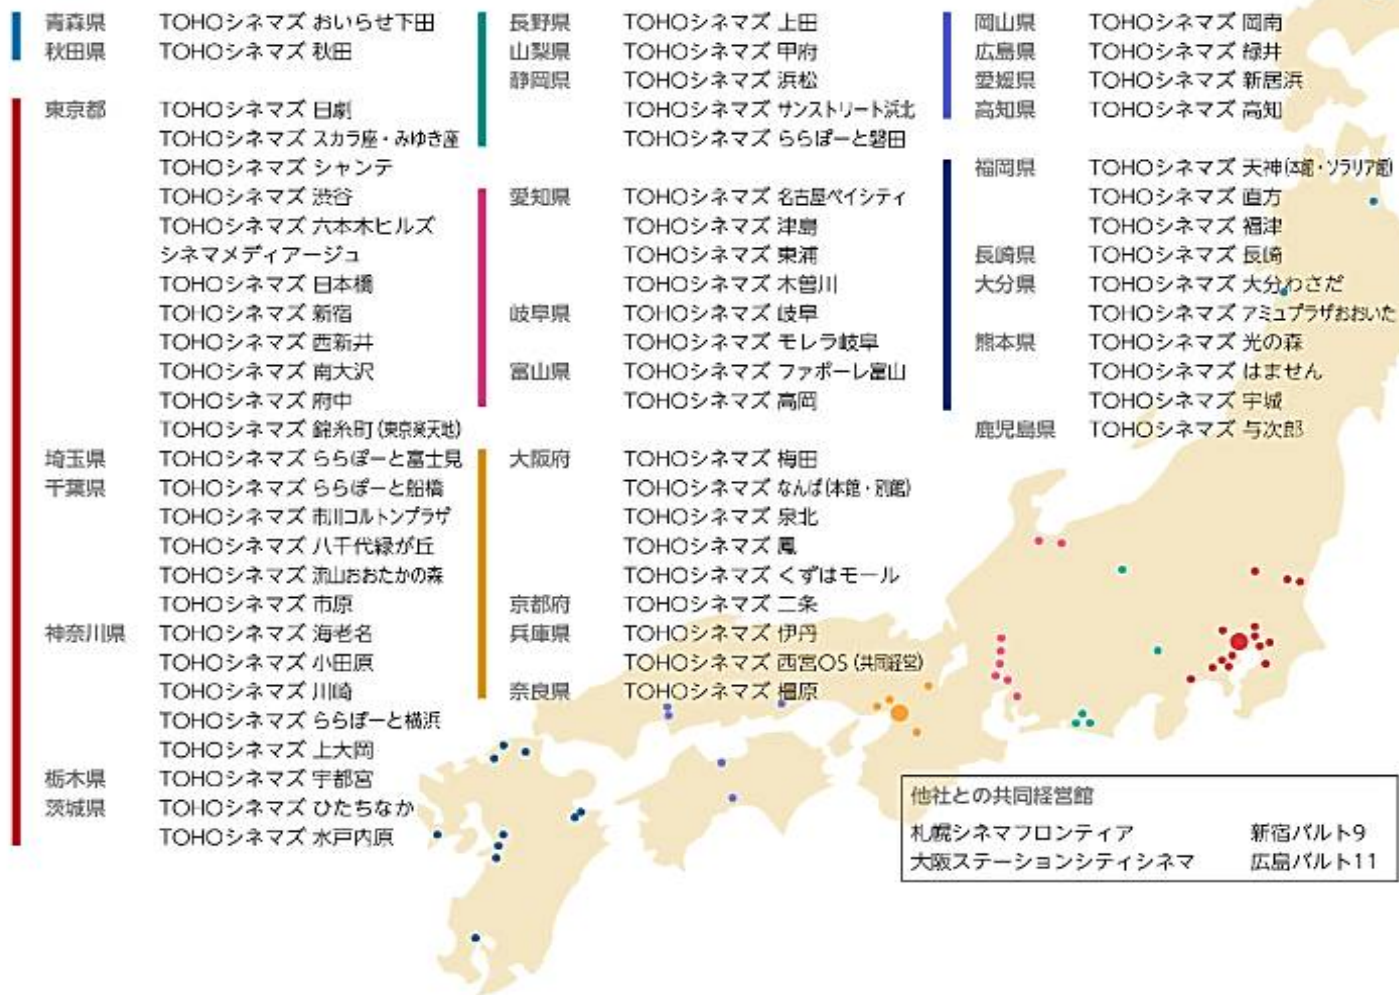 青森県 TOHOシネマズ おいらせ下田
秋田県 TOHOシネマズ 秋田
東京都 TOHOシネマズ 日劇
TOHOシネマズ スカラ座・みゆき座
TOHOシネマズ シャンテ
TOHOシネマズ 渋谷
TOHOシネマズ 六本木ヒルズ
シネマメディアージュ
TOHOシネマズ 日本橋
TOHOシネマズ 新宿
TOHOシネマズ 西新井
TOHOシネマズ 南大沢
TOHOシネマズ 府中
TOHOシネマズ 錦糸町(東京楽天地)
埼玉県 TOHOシネマズ ららぽーと富士見
千葉県 TOHOシネマズ ららぽーと船橋
TOHOシネマズ 市川コルトンプラザ
TOHOシネマズ 八千代緑が丘
TOHOシネマズ 流山おおたかの森
TOHOシネマズ 市原
神奈川県 TOHOシネマズ 海老名
TOHOシネマズ 小田原
TOHOシネマズ 川崎
TOHOシネマズ ららぽーと横浜
TOHOシネマズ 上大岡
栃木県 TOHOシネマズ 宇都宮
茨城県 TOHOシネマズ ひたちなか
TOHOシネマズ 水戸内原
長野県 TOHOシネマズ 上田
山梨県 TOHOシネマズ 甲府
静岡県 TOHOシネマズ 浜松
TOHOシネマズ サンストリート浜北
TOHOシネマズ ららぽーと磐田
愛知県 TOHOシネマズ 名古屋ベイシティ
TOHOシネマズ 津島
TOHOシネマズ 東浦
TOHOシネマズ 木曽川
岐阜県 TOHOシネマズ 岐阜
TOHOシネマズ モレラ岐阜
富山県 TOHOシネマズ ファボーレ富山
TOHOシネマズ 高岡
大阪府 TOHOシネマズ 梅田
TOHOシネマズ なんば(本館・別館)
TOHOシネマズ 泉北
TOHOシネマズ 鳳
TOHOシネマズ くずはモール
京都府 TOHOシネマズ 二条
兵庫県 TOHOシネマズ 伊丹
TOHOシネマズ 西宮OS(共同経営)
奈良県 TOHOシネマズ 橿原
岡山県 TOHOシネマズ 岡南
広島県 TOHOシネマズ 緑井
愛媛県 TOHOシネマズ 新居浜
高知県 TOHOシネマズ 高知
福岡県 TOHOシネマズ 天神(本館・ソラリア館)
TOHOシネマズ 直方
TOHOシネマズ 福津
長崎県 TOHOシネマズ 長崎
大分県 TOHOシネマズ 大分わさだ
TOHOシネマズ アミュプラザおおいた
熊本県 TOHOシネマズ 光の森
TOHOシネマズ はません
TOHOシネマズ 宇城
鹿児島県 TOHOシネマズ 与次郎
他社との共同経営館
札幌シネマフロンティア 新宿バルト9
大阪ステーションシティシネマ 広島バルト11